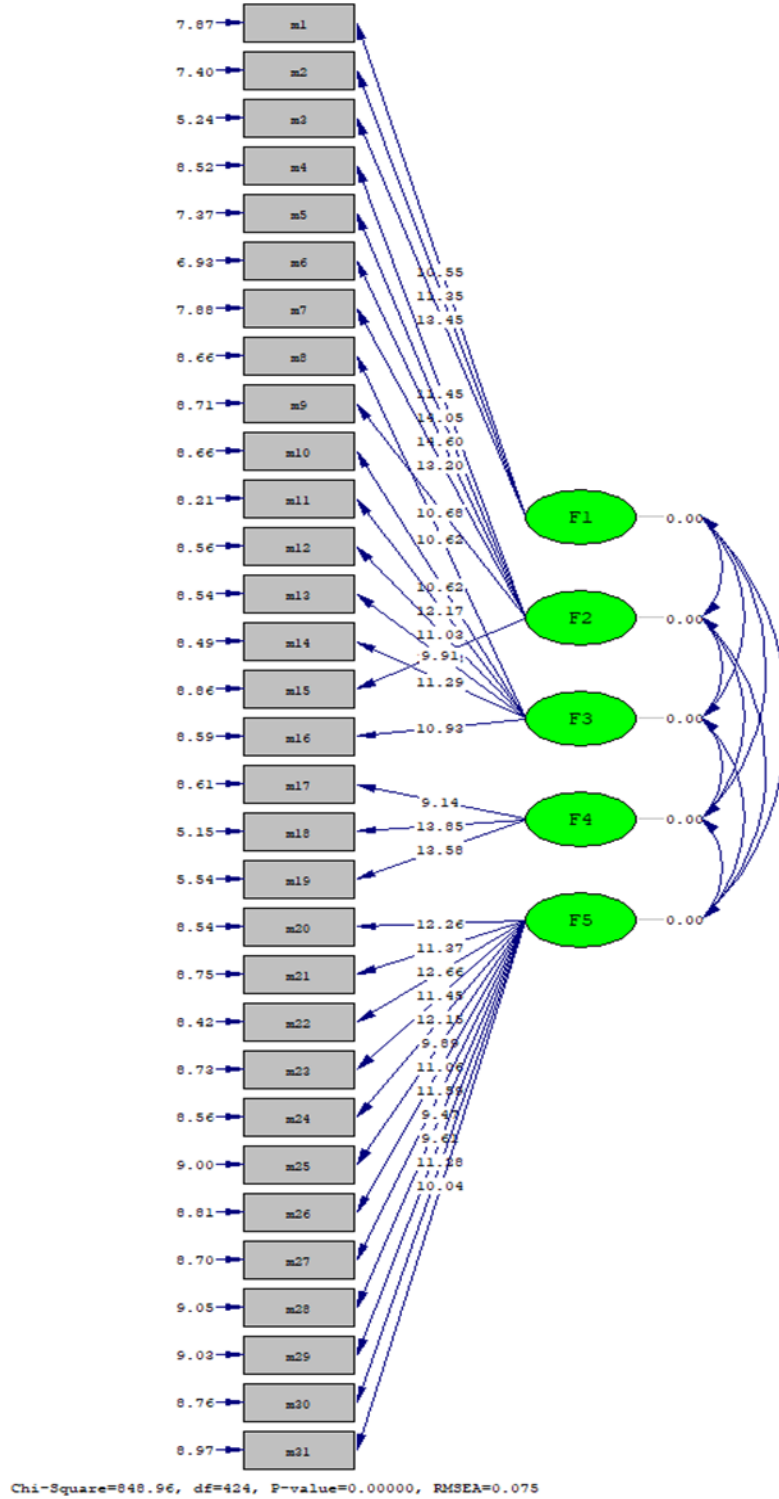 7.87 m1
7.40 m2
5.24 m3
8.52 m4
7.37 m5
6.93 m6
10.55
11.35
7.88 m7
13.45
8.66 m8
8.71 m9
11.45
14.05
8.66 m10
14.60
13.20
8.21 m11
10.68
F1 0.00
8.56 m12
10.62
8.54 m13
10.62
12.17
F2 0.00
8.49 m14
11.03
9.91
8.86 m15
11.29
F3 0.00
8.59 m16
10.93
8.61 m17
9.14
F4 0.00
5.15 m18
13.85
5.54 m19
13.58
8.54 m20
12.26
F5 0.00
11.37
8.75 m21
12.66
11.45
8.42 m22
12.15
9.89
8.73 m23
11.06
11.59
8.56 m24
9.47
9.62
9.00 m25
11.28
10.04
8.81 m26
8.70 m27
9.05 m28
9.03 m29
8.76 m30
8.97 m31
Chi-Square=848.96, df=424, P-value=0.00000, RMSEA=0.075